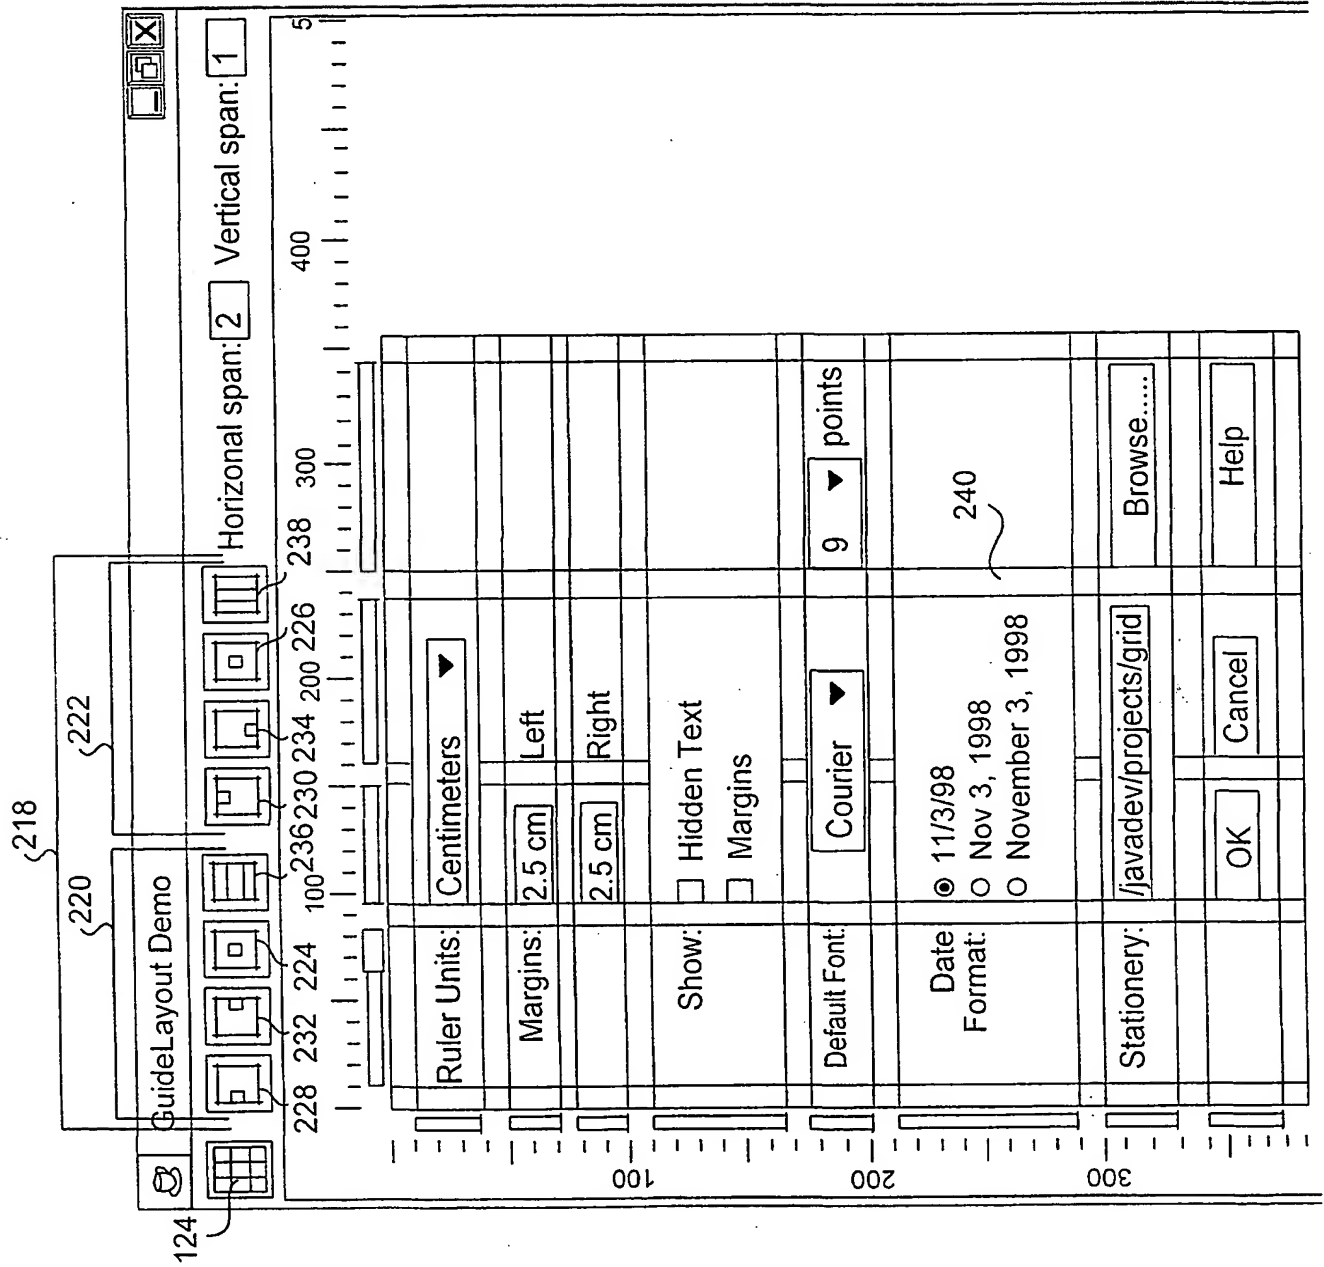 218
220
222
GuideLayout Demo
124
228
232
224
236
230
234
226
238
Horizonal span: 2 Vertical span: 1
100
200
300
400
5
100
200
300
Ruler Units: Centimeters
Margins: 2.5 cm Left
2.5 cm Right
Show: Hidden Text
Margins
Default Font: Courier 9 points
Date
Format:
11/3/98
Nov 3, 1998
November 3, 1998
240
Stationery: /javadev/projects/grid Browse.....
OK Cancel Help